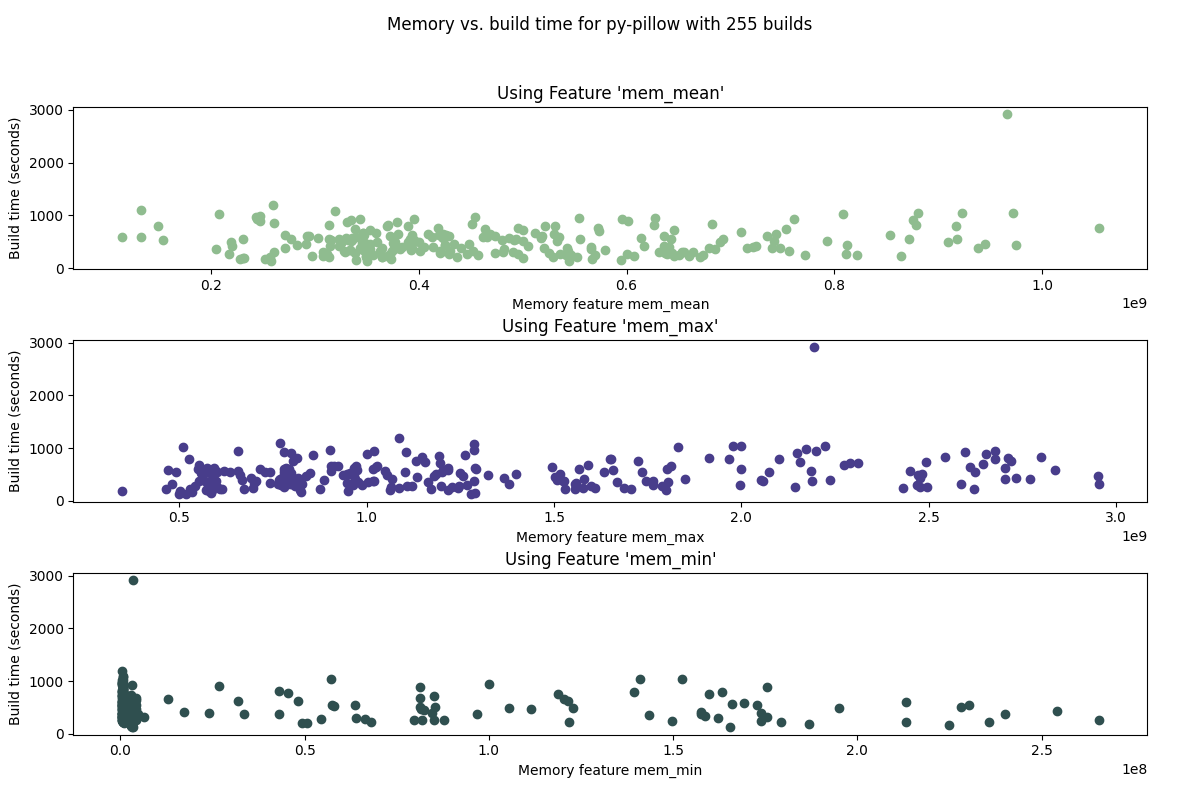 Memory vs. build time for py-pillow with 255 builds
Using Feature 'mem_mean'
Build time (seconds)
3000
2000
1000
0
0.2 0.4 0.6 0.8 1.0
1e9
Memory feature mem_mean
Using Feature 'mem_max'
Build time (seconds)
3000
2000
1000
0
0.5 1.0 1.5 2.0 2.5 3.0
1e9
Memory feature mem_max
Using Feature 'mem_min'
Build time (seconds)
3000
2000
1000
0
0.0 0.5 1.0 1.5 2.0 2.5
1e8
Memory feature mem_min